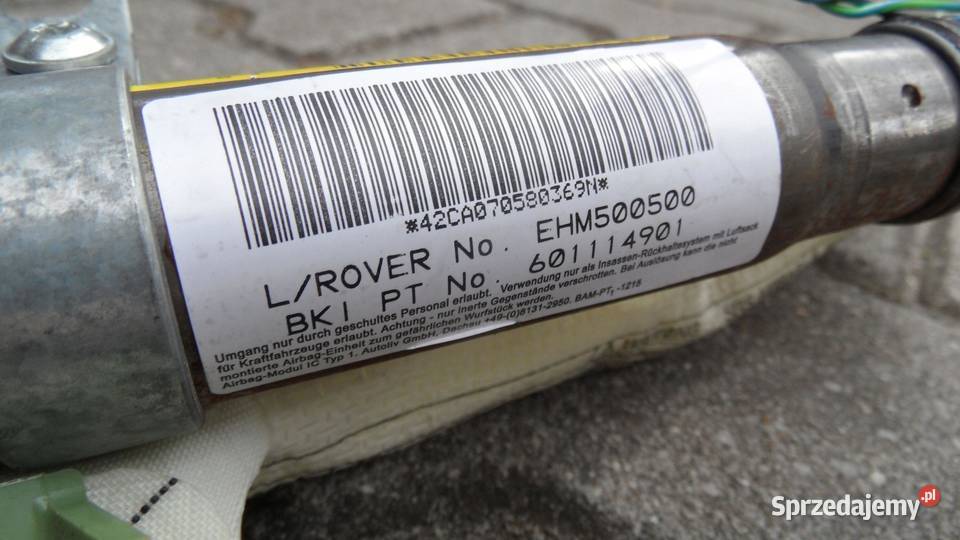 *42CA070580369N*
L/ROVER No. EHM500500
BKI PT No. 601114901
Umgang nur durch geschultes Personal erlaubt. Verwendung nur als Insassen-Rückhaltesystem mit Luftsack
für Kraftfahrzeuge erlaubt. Achtung - nur inerte Gegenstände verschrotten. Bei Auslösung kann die nicht
montierte Airbag-Einheit zum gefährlichen Wurfstück werden.
Airbag-Modul IC Typ 1. Autoliv GmbH, Dachau +49-(0)8131-2950. BAM-PT₁ -1215
Sprzedajemy.pl